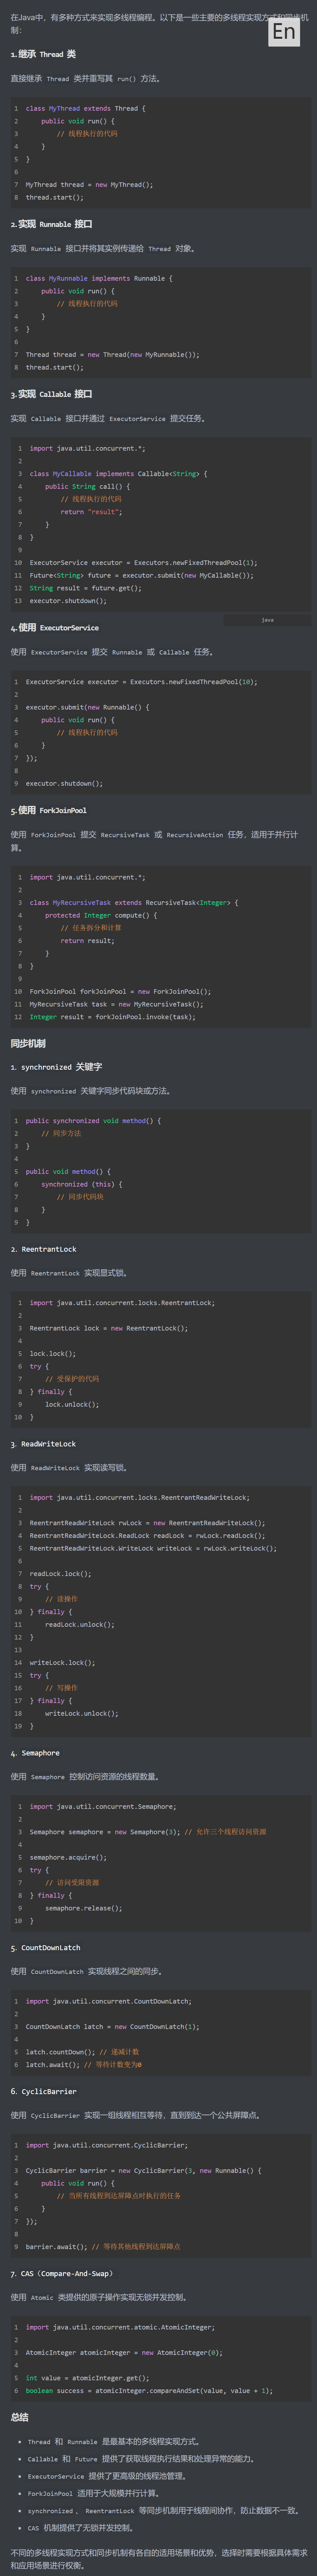 在Java中，有多种方式来实现多线程编程。以下是一些主要的多线程实现方式和同步机
制：
En
1. 继承 Thread 类
直接继承 Thread 类并重写其 run() 方法。
1 class MyThread extends Thread {
2     public void run() {
3         // 线程执行的代码
4     }
5 }
6
7 MyThread thread = new MyThread();
8 thread.start();
2. 实现 Runnable 接口
实现 Runnable 接口并将其实例传递给 Thread 对象。
1 class MyRunnable implements Runnable {
2     public void run() {
3         // 线程执行的代码
4     }
5 }
6
7 Thread thread = new Thread(new MyRunnable());
8 thread.start();
3. 实现 Callable 接口
实现 Callable 接口并通过 ExecutorService 提交任务。
1 import java.util.concurrent.*;
2
3 class MyCallable implements Callable<String> {
4     public String call() {
5         // 线程执行的代码
6         return "result";
7     }
8 }
9
10 ExecutorService executor = Executors.newFixedThreadPool(1);
11 Future<String> future = executor.submit(new MyCallable());
12 String result = future.get();
13 executor.shutdown();
java
4. 使用 ExecutorService
使用 ExecutorService 提交 Runnable 或 Callable 任务。
1 ExecutorService executor = Executors.newFixedThreadPool(10);
2
3 executor.submit(new Runnable() {
4     public void run() {
5         // 线程执行的代码
6     }
7 });
8
9 executor.shutdown();
5. 使用 ForkJoinPool
使用 ForkJoinPool 提交 RecursiveTask 或 RecursiveAction 任务，适用于并行计
算。
1 import java.util.concurrent.*;
2
3 class MyRecursiveTask extends RecursiveTask<Integer> {
4     protected Integer compute() {
5         // 任务拆分和计算
6         return result;
7     }
8 }
9
10 ForkJoinPool forkJoinPool = new ForkJoinPool();
11 MyRecursiveTask task = new MyRecursiveTask();
12 Integer result = forkJoinPool.invoke(task);
同步机制
1. synchronized 关键字
使用 synchronized 关键字同步代码块或方法。
1 public synchronized void method() {
2     // 同步方法
3 }
4
5 public void method() {
6     synchronized (this) {
7         // 同步代码块
8     }
9 }
2. ReentrantLock
使用 ReentrantLock 实现显式锁。
1 import java.util.concurrent.locks.ReentrantLock;
2
3 ReentrantLock lock = new ReentrantLock();
4
5 lock.lock();
6 try {
7     // 受保护的代码
8 } finally {
9     lock.unlock();
10 }
3. ReadWriteLock
使用 ReadWriteLock 实现读写锁。
1 import java.util.concurrent.locks.ReentrantReadWriteLock;
2
3 ReentrantReadWriteLock rwLock = new ReentrantReadWriteLock();
4 ReentrantReadWriteLock.ReadLock readLock = rwLock.readLock();
5 ReentrantReadWriteLock.WriteLock writeLock = rwLock.writeLock();
6
7 readLock.lock();
8 try {
9     // 读操作
10 } finally {
11     readLock.unlock();
12 }
13
14 writeLock.lock();
15 try {
16     // 写操作
17 } finally {
18     writeLock.unlock();
19 }
4. Semaphore
使用 Semaphore 控制访问资源的线程数量。
1 import java.util.concurrent.Semaphore;
2
3 Semaphore semaphore = new Semaphore(3); // 允许三个线程访问资源
4
5 semaphore.acquire();
6 try {
7     // 访问受限资源
8 } finally {
9     semaphore.release();
10 }
5. CountDownLatch
使用 CountDownLatch 实现线程之间的同步。
1 import java.util.concurrent.CountDownLatch;
2
3 CountDownLatch latch = new CountDownLatch(1);
4
5 latch.countDown(); // 递减计数
6 latch.await(); // 等待计数变为0
6. CyclicBarrier
使用 CyclicBarrier 实现一组线程相互等待，直到到达一个公共屏障点。
1 import java.util.concurrent.CyclicBarrier;
2
3 CyclicBarrier barrier = new CyclicBarrier(3, new Runnable() {
4     public void run() {
5         // 当所有线程到达屏障点时执行的任务
6     }
7 });
8
9 barrier.await(); // 等待其他线程到达屏障点
7. CAS（Compare-And-Swap）
使用 Atomic 类提供的原子操作实现无锁并发控制。
1 import java.util.concurrent.atomic.AtomicInteger;
2
3 AtomicInteger atomicInteger = new AtomicInteger(0);
4
5 int value = atomicInteger.get();
6 boolean success = atomicInteger.compareAndSet(value, value + 1);
总结
• Thread 和 Runnable 是最基本的多线程实现方式。
• Callable 和 Future 提供了获取线程执行结果和处理异常的能力。
• ExecutorService 提供了更高级的线程池管理。
• ForkJoinPool 适用于大规模并行计算。
• synchronized 、 ReentrantLock 等同步机制用于线程间协作，防止数据不一致。
• CAS 机制提供了无锁并发控制。
不同的多线程实现方式和同步机制有各自的适用场景和优势，选择时需要根据具体需求
和应用场景进行权衡。